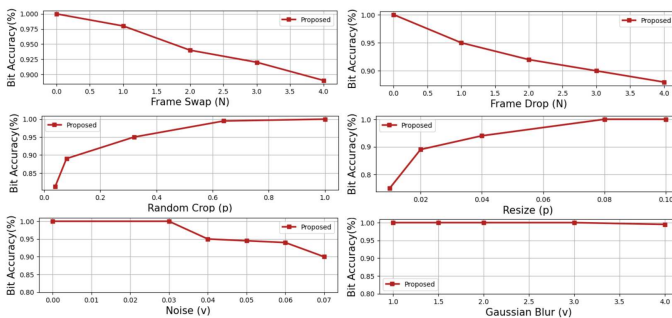 Bit Accuracy(%)
1.000
0.975
0.950
0.925
0.900
Proposed
0.0 0.5 1.0 1.5 2.0 2.5 3.0 3.5 4.0
Frame Swap (N)
Bit Accuracy(%)
1.00
0.95
0.90
Proposed
0.0 0.5 1.0 1.5 2.0 2.5 3.0 3.5 4.0
Frame Drop (N)
Bit Accuracy(%)
1.00
0.95
0.90
0.85
Proposed
0.0 0.2 0.4 0.6 0.8 1.0
Random Crop (p)
Bit Accuracy(%)
1.0
0.9
0.8
Proposed
0.02 0.04 0.06 0.08 0.10
Resize (p)
Bit Accuracy(%)
1.00
0.95
0.90
0.85
0.80
Proposed
0.00 0.01 0.02 0.03 0.04 0.05 0.06 0.07
Noise (v)
Bit Accuracy(%)
1.00
0.95
0.90
0.85
0.80
Proposed
1.0 1.5 2.0 2.5 3.0 3.5 4.0
Gaussian Blur (v)